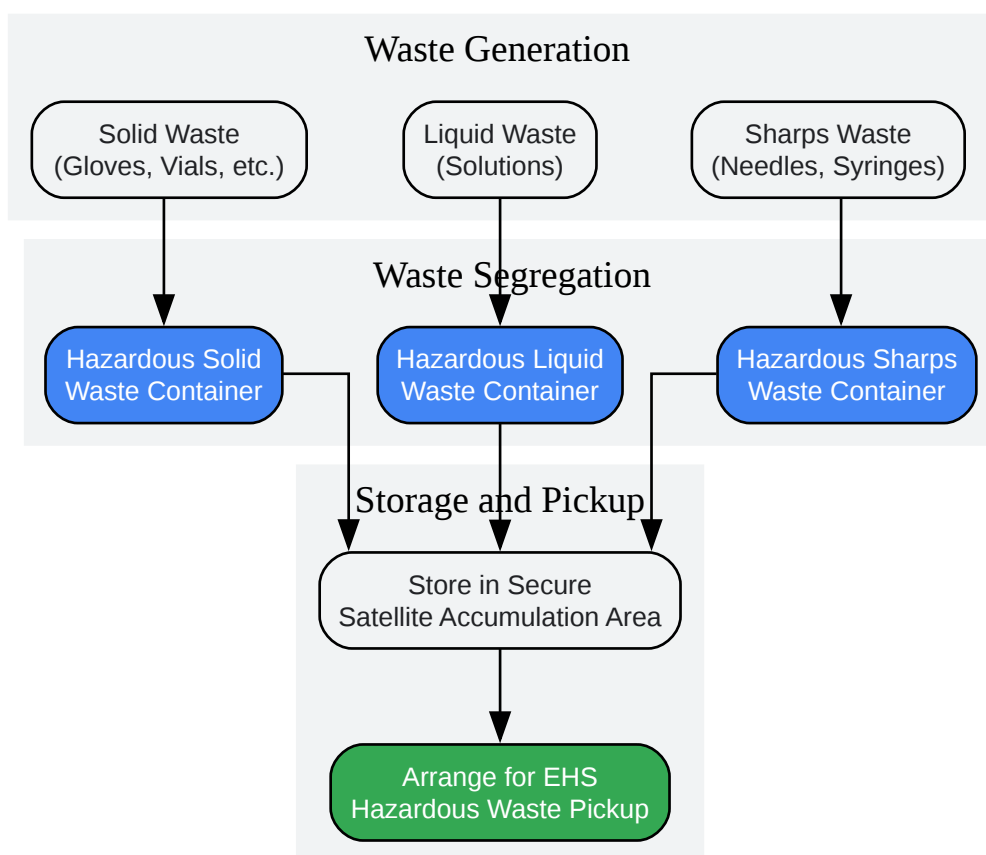 Waste Generation
Solid Waste
(Gloves, Vials, etc.)
Liquid Waste
(Solutions)
Sharps Waste
(Needles, Syringes)
Waste Segregation
Hazardous Solid
Waste Container
Hazardous Liquid
Waste Container
Hazardous Sharps
Waste Container
Storage and Pickup
Store in Secure
Satellite Accumulation Area
Arrange for EHS
Hazardous Waste Pickup